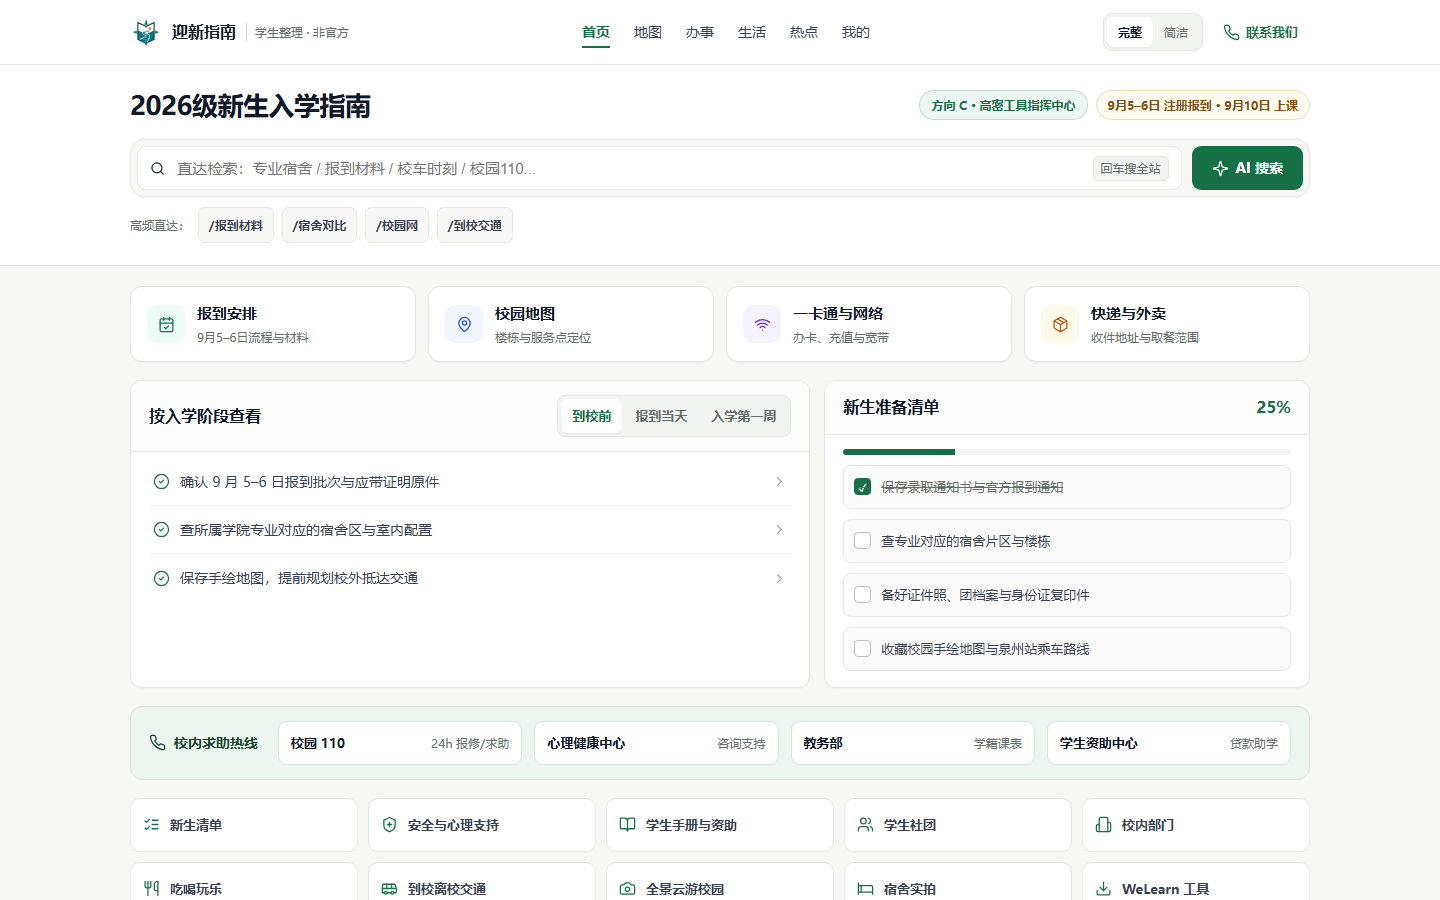 迎新指南 学生整理 · 非官方 首页 地图 办事 生活 热点 我的 完整 简洁 联系我们
2026级新生入学指南 方向 C • 高密工具指挥中心 9月5–6日 注册报到 • 9月10日 上课
直达检索：专业宿舍 / 报到材料 / 校车时刻 / 校园110... 回车搜全站 AI 搜索
高频直达： /报到材料 /宿舍对比 /校园网 /到校交通
报到安排 校园地图 一卡通与网络 快递与外卖
9月5–6日流程与材料 楼栋与服务点定位 办卡、充值与宽带 收件地址与取餐范围
按入学阶段查看 到校前 报到当天 入学第一周
确认 9 月 5–6 日报到批次与应带证明原件
查所属学院专业对应的宿舍区与室内配置
保存手绘地图，提前规划校外抵达交通
新生准备清单 25%
保存录取通知书与官方报到通知
查专业对应的宿舍片区与楼栋
备好证件照、团档案与身份证复印件
收藏校园手绘地图与泉州站乘车路线
校内求助热线 校园 110 24h 报修/求助 心理健康中心 咨询支持 教务部 学籍课表 学生资助中心 贷款助学
新生清单 安全与心理支持 学生手册与资助 学生社团 校内部门
吃喝玩乐 到校离校交通 全景云游校园 宿舍实拍 WeLearn 工具